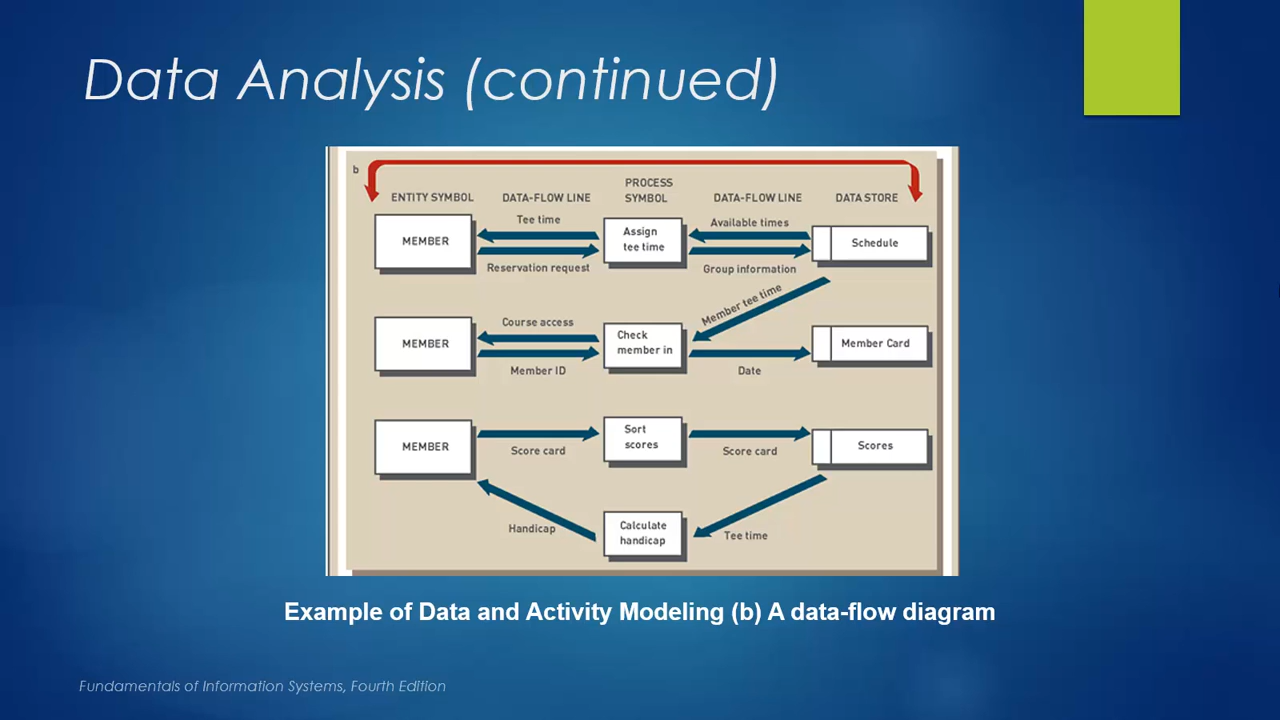 Data Analysis (continued)
b
ENTITY SYMBOL
DATA-FLOW LINE
PROCESS
SYMBOL
DATA-FLOW LINE
DATA STORE
MEMBER
Tee time
Reservation request
Assign
tee time
Available times
Group information
Schedule
Member tee time
MEMBER
Course access
Member ID
Check
member in
Date
Member Card
MEMBER
Score card
Sort
scores
Score card
Scores
Handicap
Calculate
handicap
Tee time
Example of Data and Activity Modeling (b) A data-flow diagram
Fundamentals of Information Systems, Fourth Edition